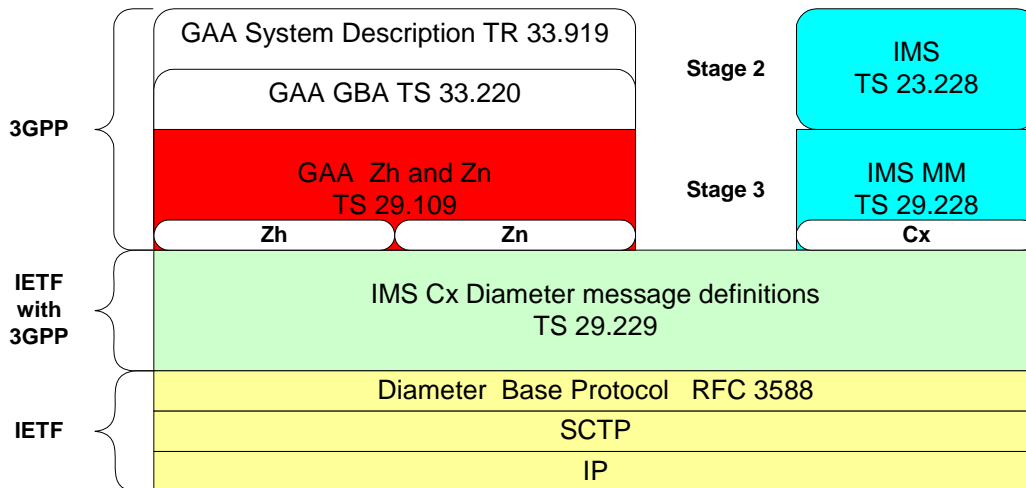 GAA System Description TR 33.919
GAA GBA TS 33.220
Stage 2
IMS
TS 23.228
3GPP
GAA Zh and Zn
TS 29.109
Stage 3
IMS MM
TS 29.228
Zh
Zn
Cx
IETF
with
3GPP
IMS Cx Diameter message definitions
TS 29.229
IETF
Diameter Base Protocol RFC 3588
SCTP
IP